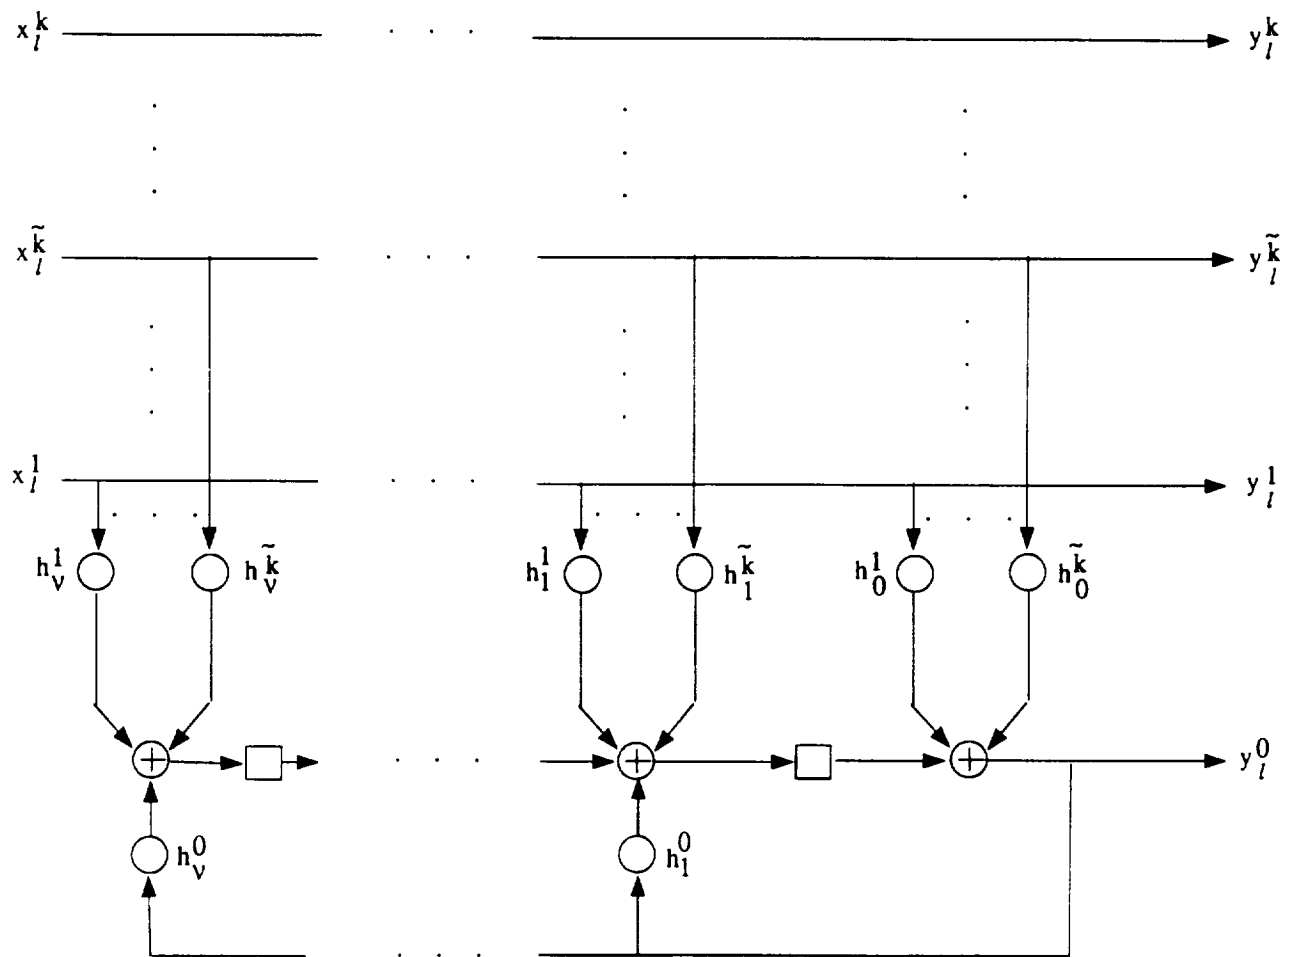 x_l^k y_l^k
x_l^k̃ y_l^k̃
x_l^1 y_l^1
h_ν^1 h_ν^k̃ h_1^1 h_1^k̃ h_0^1 h_0^k̃
y_l^0
h_ν^0 h_1^0